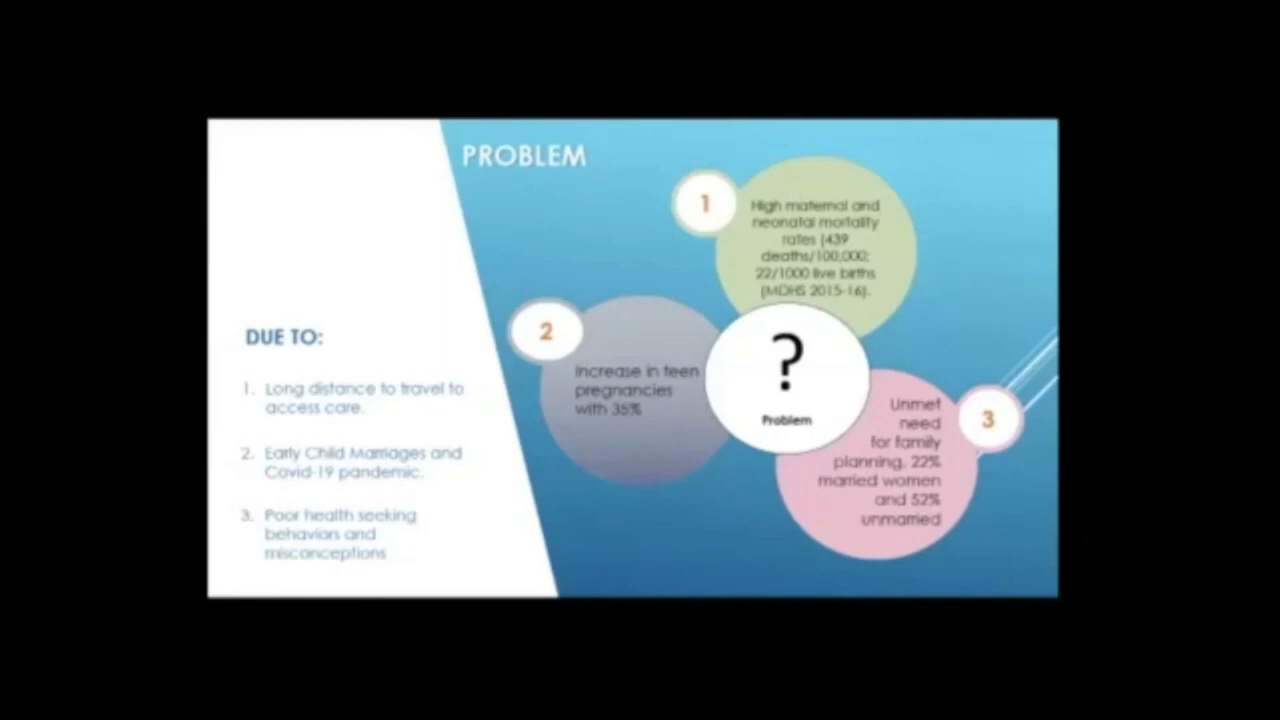 PROBLEM
1
High maternal and
neonatal mortality
rates (439
deaths/100,000;
22/1000 live births
(MDHS 2015-16).
2
Increase in teen
pregnancies
with 35%
?
Problem
3
Unmet
need
for family
planning, 22%
married women
and 52%
unmarried
DUE TO:
1. Long distance to travel to
access care.
2. Early Child Marriages and
Covid-19 pandemic.
3. Poor health seeking
behaviors and
misconceptions